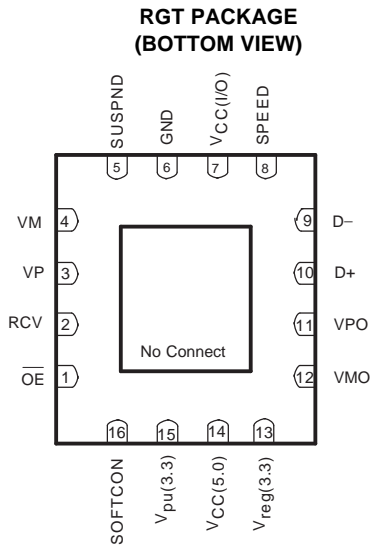 RGT PACKAGE
(BOTTOM VIEW)
SUSPND
GND
VCC(I/O)
SPEED
5
6
7
8
VM 4
9 D–
VP 3
10 D+
RCV 2
11 VPO
No Connect
OE 1
12 VMO
16
15
14
13
SOFTCON
Vpu(3.3)
VCC(5.0)
Vreg(3.3)